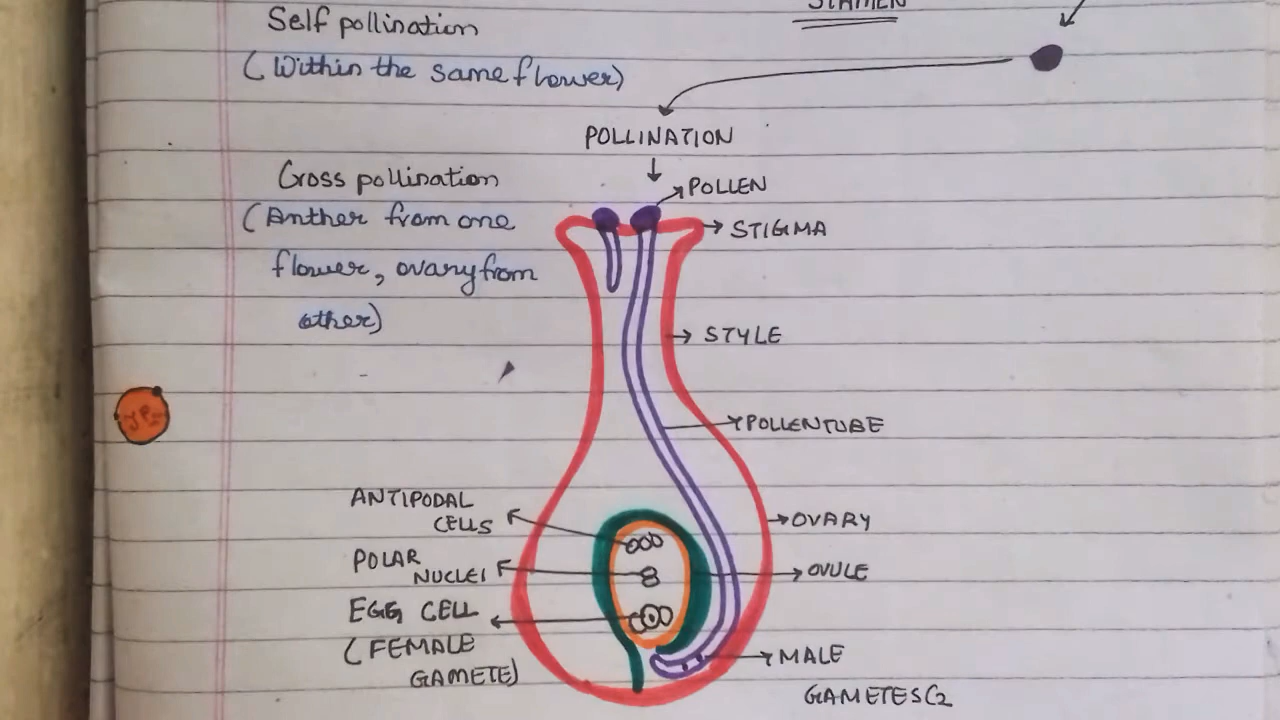 STAMEN
Self pollination
(Within the same flower)
POLLINATION
Cross pollination
(Anther from one
flower, ovary from
other)
POLLEN
STIGMA
STYLE
POLLENTUBE
ANTIPODAL
CELLS
OVARY
POLAR
NUCLEI
OVULE
EGG CELL
(FEMALE
GAMETE)
MALE
GAMETES(2